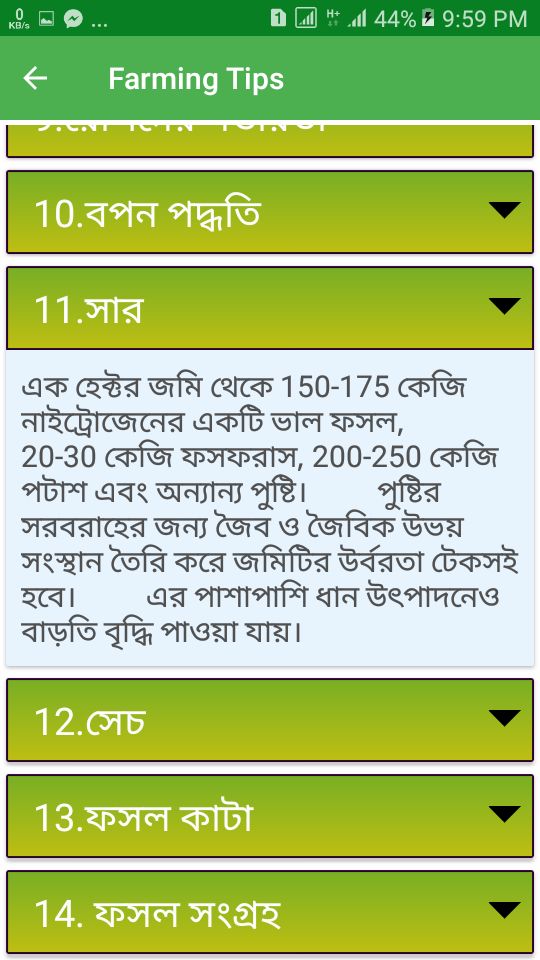 0
KB/s
...
1
H+
44%
9:59 PM
Farming Tips
10.বপন পদ্ধতি
11.সার
এক হেক্টর জমি থেকে 150-175 কেজি
নাইট্রোজেনের একটি ভাল ফসল,
20-30 কেজি ফসফরাস, 200-250 কেজি
পটাশ এবং অন্যান্য পুষ্টি। পুষ্টির
সরবরাহের জন্য জৈব ও জৈবিক উভয়
সংস্থান তৈরি করে জমিটির উর্বরতা টেকসই
হবে। এর পাশাপাশি ধান উৎপাদনেও
বাড়তি বৃদ্ধি পাওয়া যায়।
12.সেচ
13.ফসল কাটা
14. ফসল সংগ্রহ